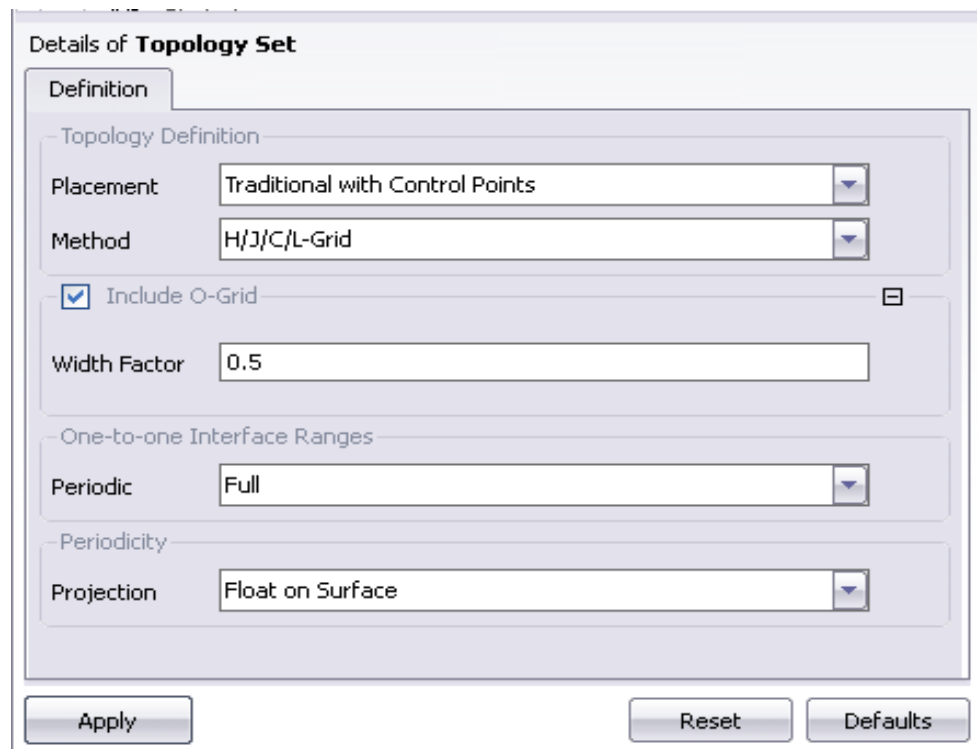 Details of Topology Set
Definition
Topology Definition
Placement Traditional with Control Points
Method H/J/C/L-Grid
Include O-Grid
Width Factor 0.5
One-to-one Interface Ranges
Periodic Full
Periodicity
Projection Float on Surface
Apply Reset Defaults